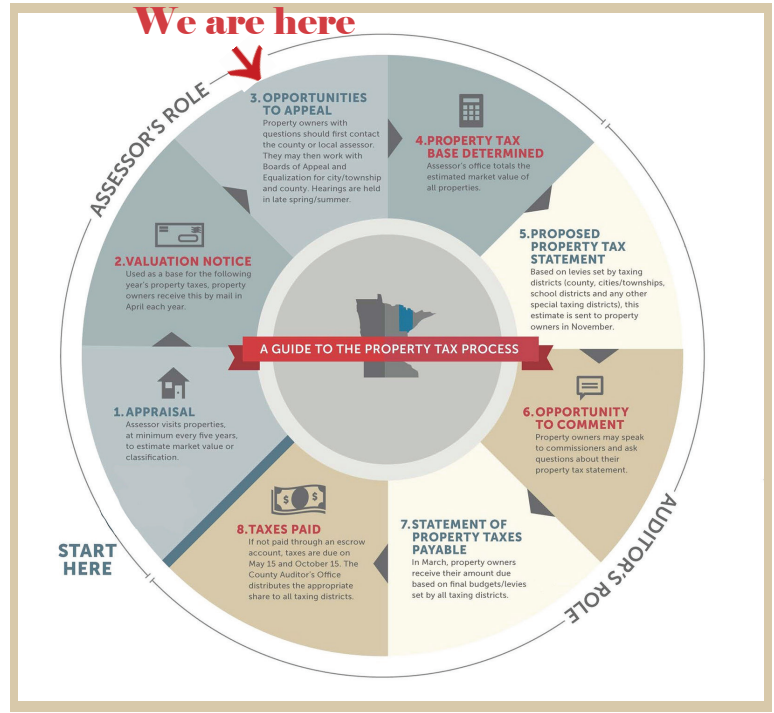 We are here
ASSESSOR'S ROLE
3. OPPORTUNITIES
TO APPEAL
Property owners with
questions should first contact
the county or local assessor.
They may then work with
Boards of Appeal and
Equalization for city/township
and county. Hearings are held
in late spring/summer.
4. PROPERTY TAX
BASE DETERMINED
Assessor's office totals the
estimated market value of
all properties.
2. VALUATION NOTICE
Used as a base for the following
year's property taxes, property
owners receive this by mail in
April each year.
5. PROPOSED
PROPERTY TAX
STATEMENT
Based on levies set by taxing
districts (county, cities/townships,
school districts and any other
special taxing districts), this
estimate is sent to property
owners in November.
A GUIDE TO THE PROPERTY TAX PROCESS
1. APPRAISAL
Assessor visits properties,
at minimum every five years,
to estimate market value or
classification.
6. OPPORTUNITY
TO COMMENT
Property owners may speak
to commissioners and ask
questions about their
property tax statement.
START
HERE
$ $
8. TAXES PAID
If not paid through an escrow
account, taxes are due on
May 15 and October 15. The
County Auditor's Office
distributes the appropriate
share to all taxing districts.
7. STATEMENT OF
PROPERTY TAXES
PAYABLE
In March, property owners
receive their amount due
based on final budgets/levies
set by all taxing districts.
AUDITOR'S ROLE